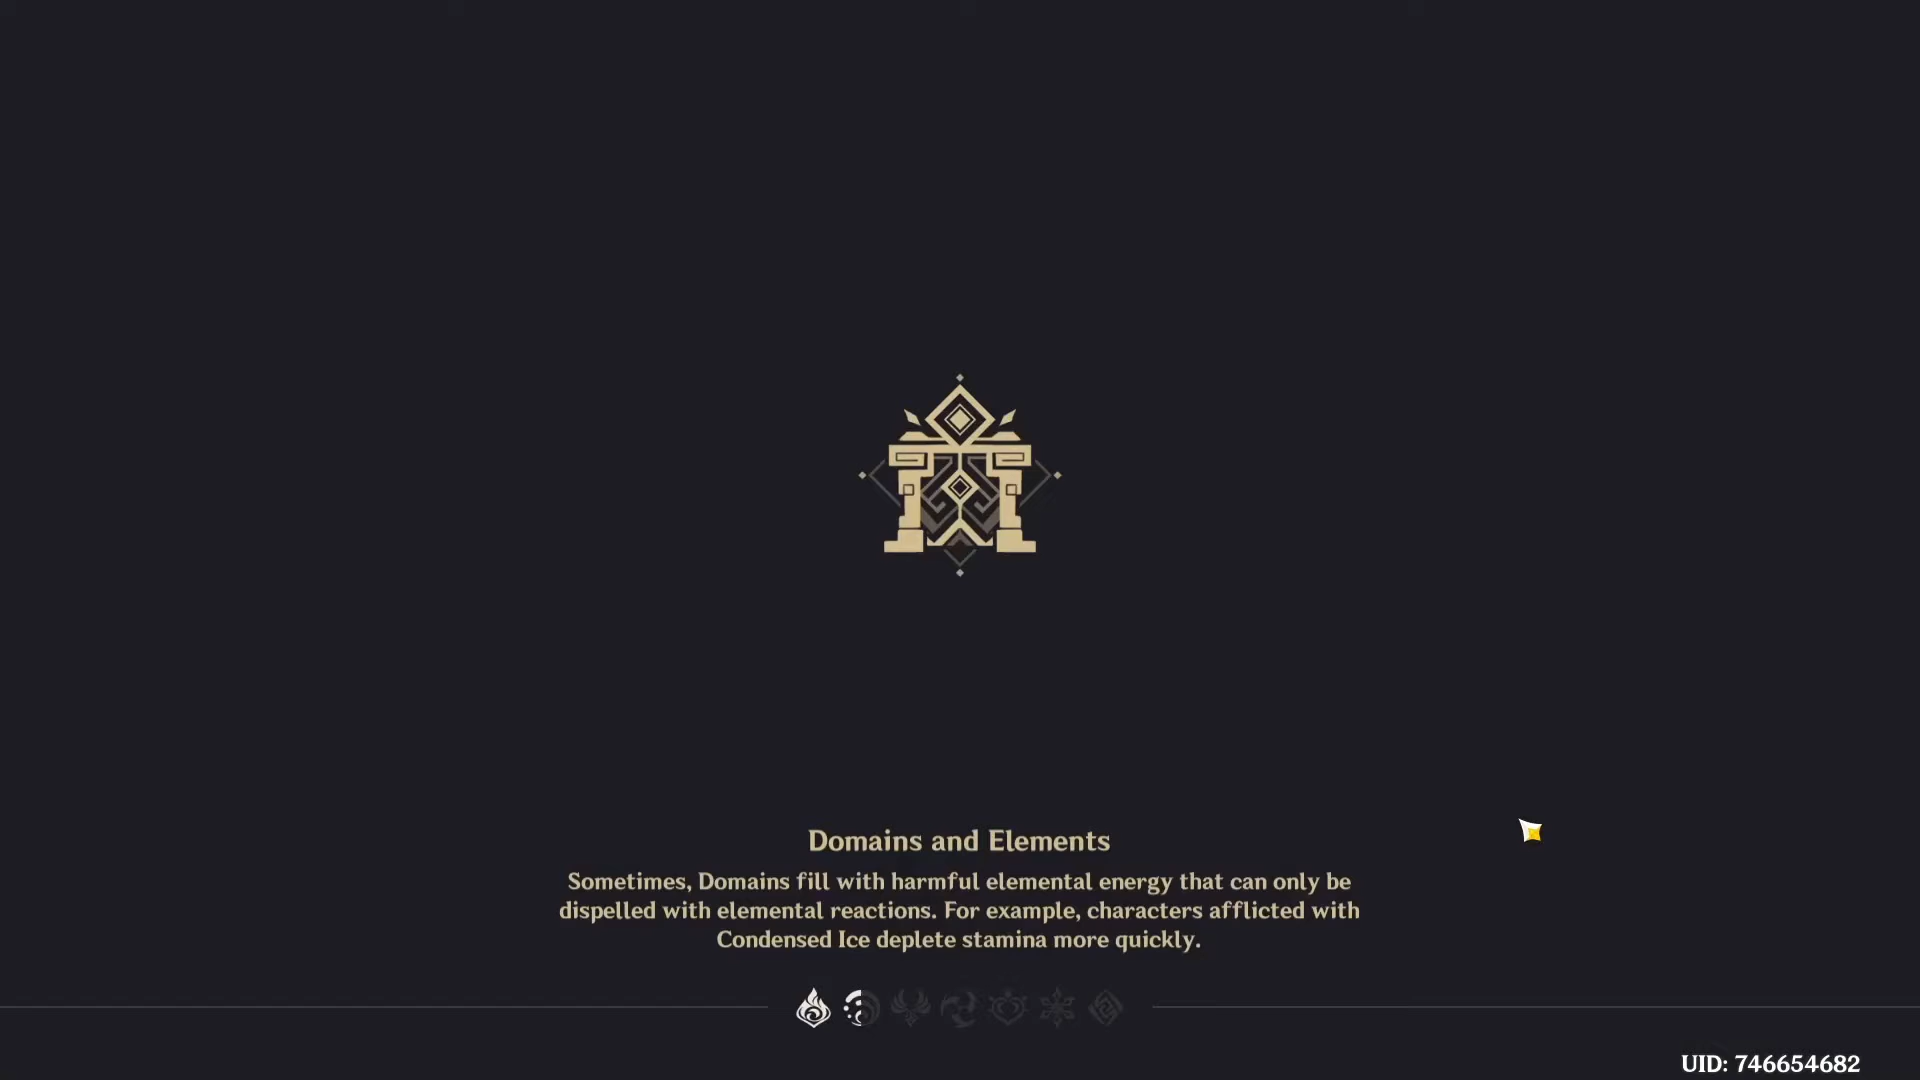 Domains and Elements
Sometimes, Domains fill with harmful elemental energy that can only be
dispelled with elemental reactions. For example, characters afflicted with
Condensed Ice deplete stamina more quickly.
UID: 746654682